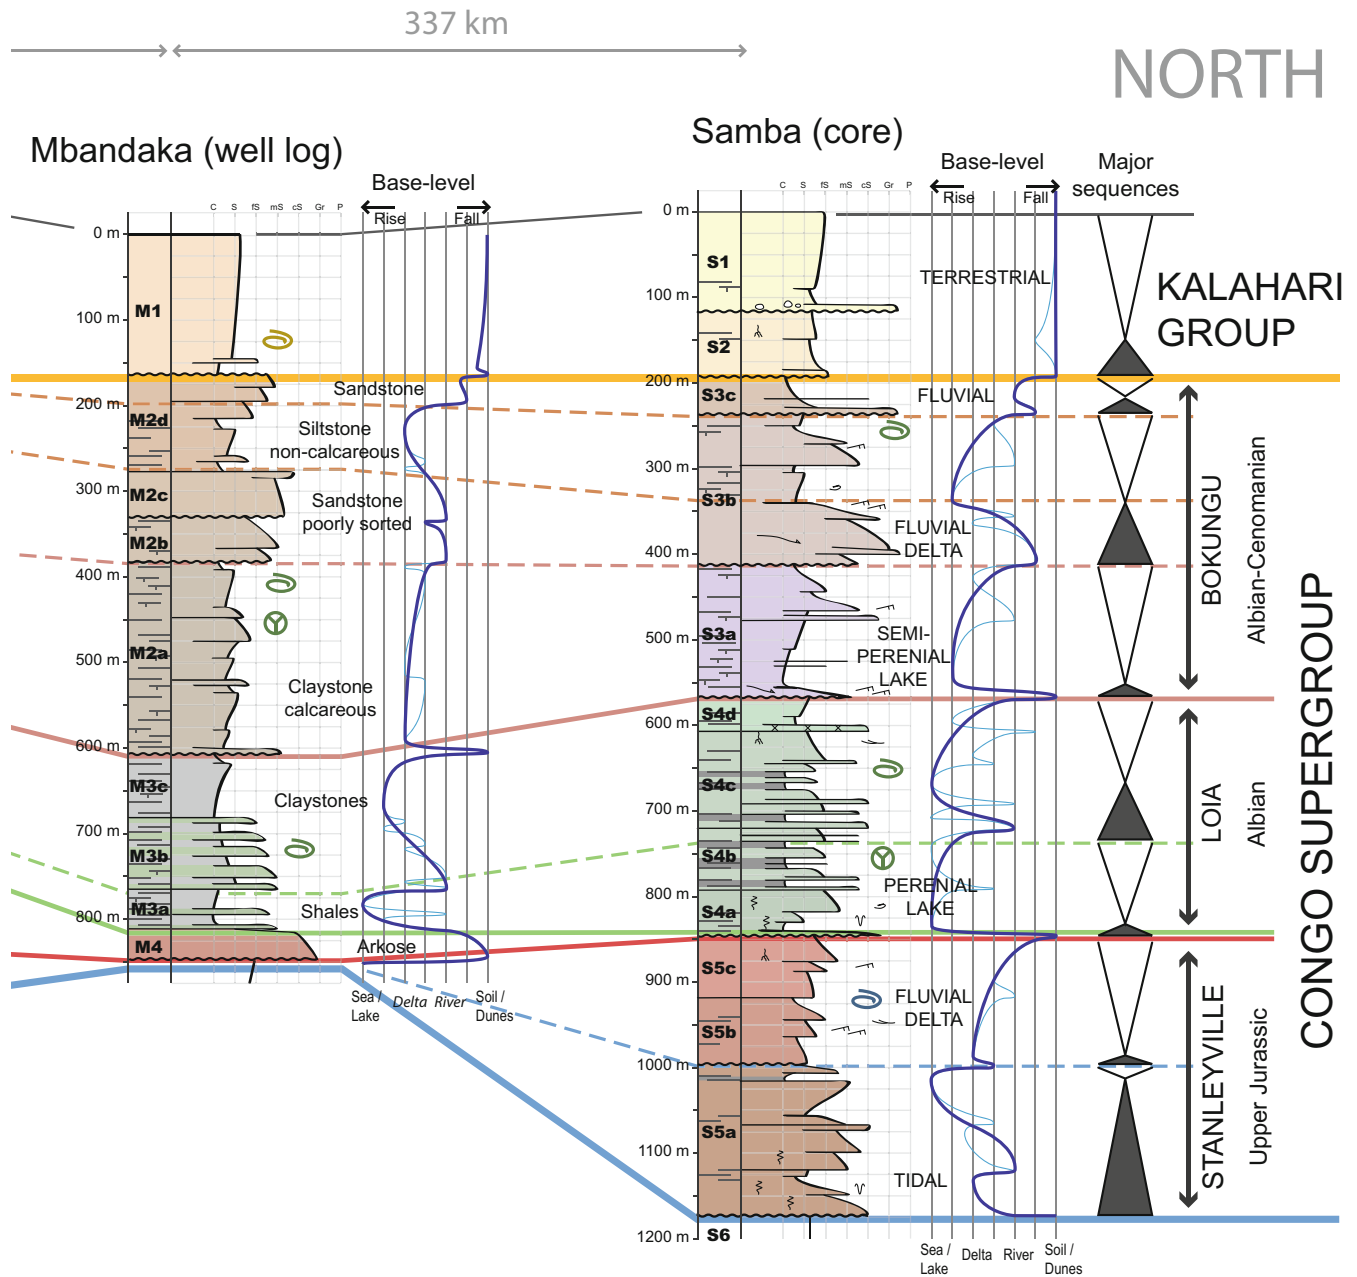 337 km
NORTH
Mbandaka (well log)
Samba (core)
Base-level
Rise
Fall
C S fS mS cS Gr P
0 m
100 m
200 m
300 m
400 m
500 m
600 m
700 m
800 m
M1
M2d
M2c
M2b
M2a
M3c
M3b
M3a
M4
Sandstone
Siltstone
non-calcareous
Sandstone
poorly sorted
Claystone
calcareous
Claystones
Shales
Arkose
Sea /
Lake
Delta
River
Soil /
Dunes
Base-level
Rise
Fall
Major
sequences
C S fS mS cS Gr P
0 m
100 m
200 m
300 m
400 m
500 m
600 m
700 m
800 m
900 m
1000 m
1100 m
1200 m
S1
S2
S3c
S3b
S3a
S4d
S4c
S4b
S4a
S5c
S5b
S5a
S6
TERRESTRIAL
FLUVIAL
FLUVIAL
DELTA
SEMI-
PERENIAL
LAKE
PERENIAL
LAKE
FLUVIAL
DELTA
TIDAL
Sea /
Lake
Delta
River
Soil /
Dunes
KALAHARI
GROUP
BOKUNGU
Albian-Cenomanian
LOIA
Albian
STANLEYVILLE
Upper Jurassic
CONGO SUPERGROUP